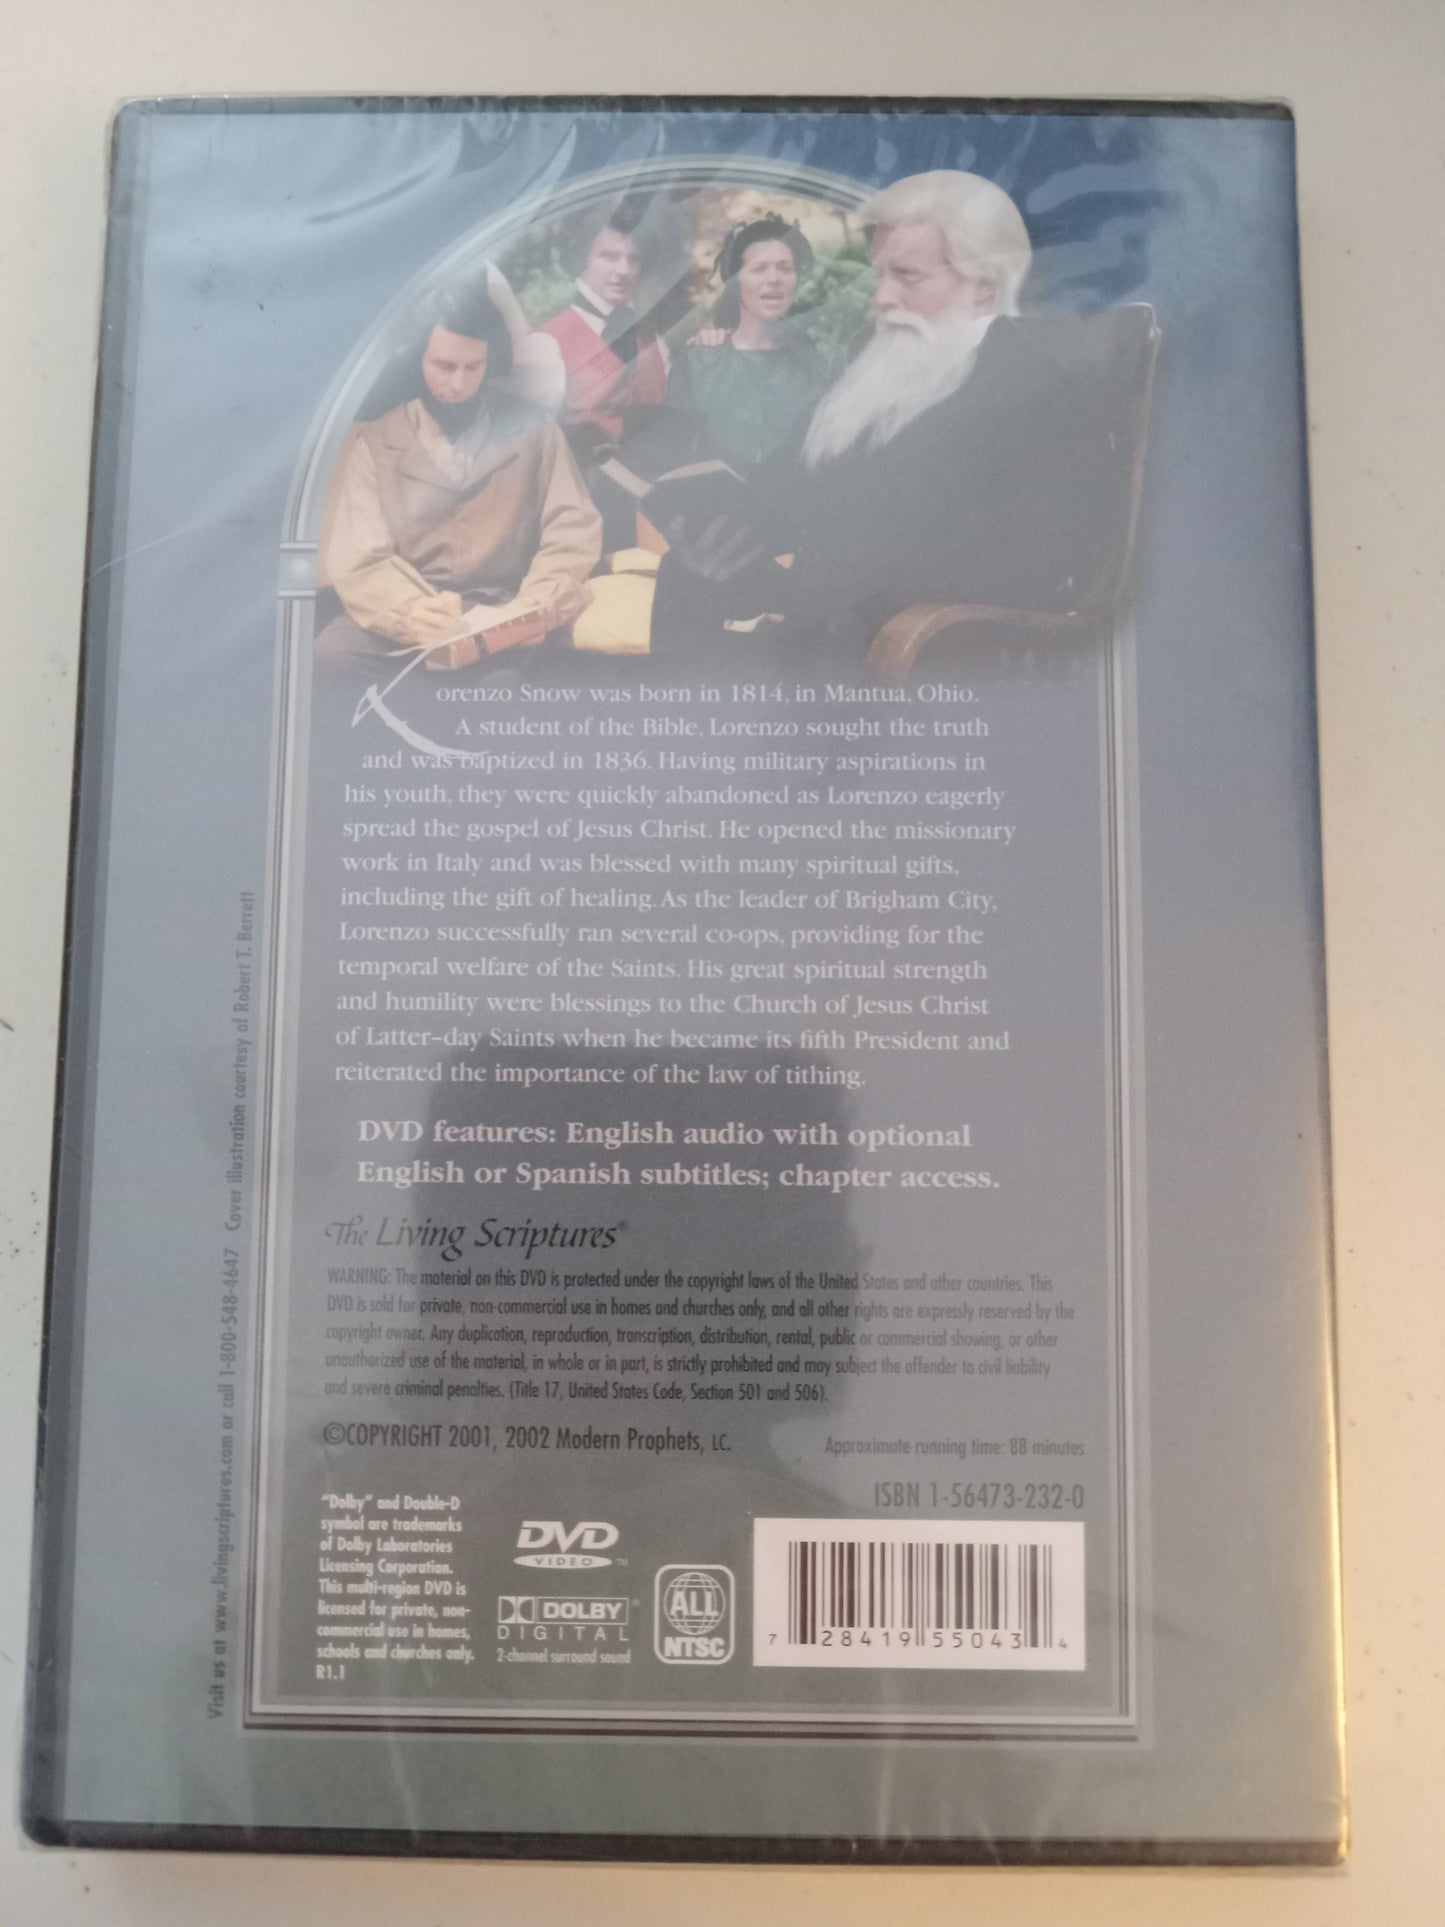 Lorenzo Snow was born in 1814, in Mantua, Ohio.
A student of the Bible, Lorenzo sought the truth
and was baptized in 1836. Having military aspirations in
his youth, they were quickly abandoned as Lorenzo eagerly
spread the gospel of Jesus Christ. He opened the missionary
work in Italy and was blessed with many spiritual gifts,
including the gift of healing. As the leader of Brigham City,
Lorenzo successfully ran several co-ops, providing for the
temporal welfare of the Saints. His great spiritual strength
and humility were blessings to the Church of Jesus Christ
of Latter-day Saints when he became its fifth President and
reiterated the importance of the law of tithing.
DVD features: English audio with optional
English or Spanish subtitles; chapter access.
The Living Scriptures®
WARNING: The material on this DVD is protected under the copyright laws of the United States and other countries. This
DVD is sold for private, non-commercial use in homes and churches only, and all other rights are expressly reserved by the
copyright owner. Any duplication, reproduction, transcription, distribution, rental, public or commercial showing, or other
unauthorized use of the material, in whole or in part, is strictly prohibited and may subject the offender to civil liability
and severe criminal penalties. (Title 17, United States Code, Section 501 and 506).
©COPYRIGHT 2001, 2002 Modern Prophets, LC.
Approximate running time: 88 minutes
ISBN 1-56473-232-0
"Dolby" and Double-D
symbol are trademarks
of Dolby Laboratories
Licensing Corporation.
This multi-region DVD is
licensed for private, non-
commercial use in homes,
schools and churches only.
R1.1
DVD
VIDEO™
DOLBY®
DIGITAL
2-channel surround sound
ALL
NTSC
7 28419 55043 4
Visit us at www.livingscriptures.com or call 1-800-548-4647 Cover illustration courtesy of Robert T. Berrett